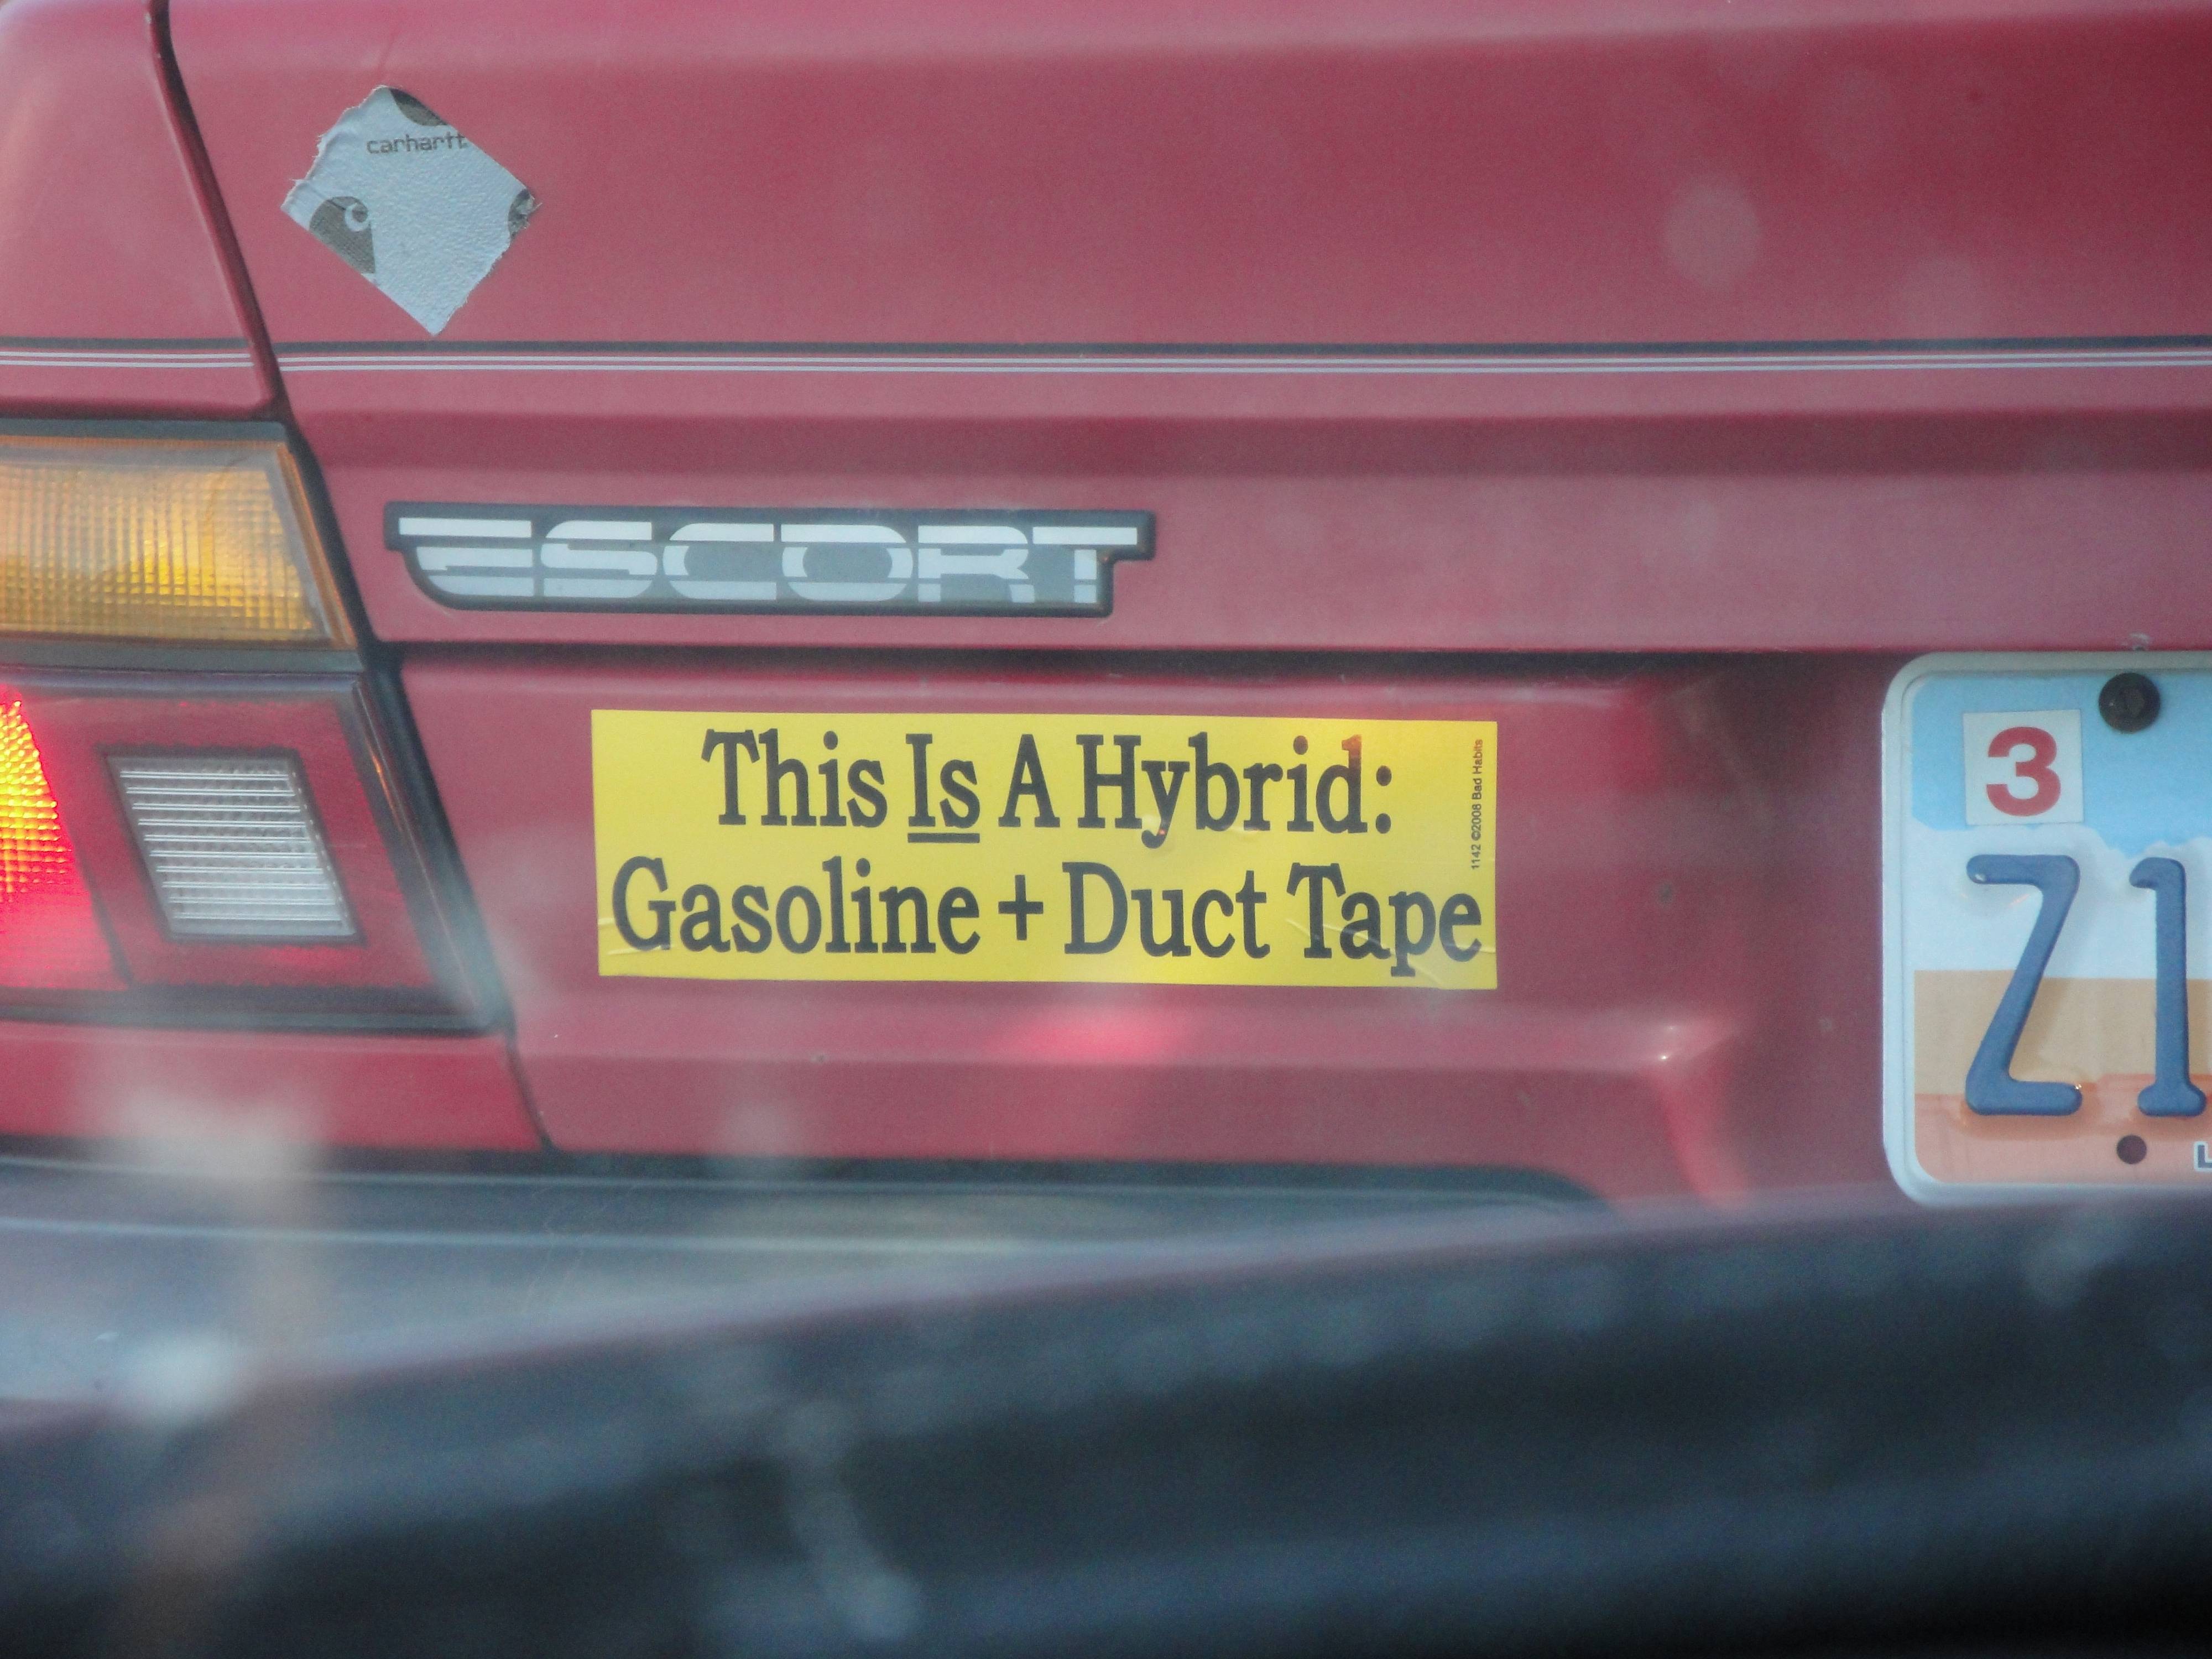 carhartt
ESCORT
This Is A Hybrid:
Gasoline + Duct Tape
1142 ©2008 Bad Habits
3
Z1